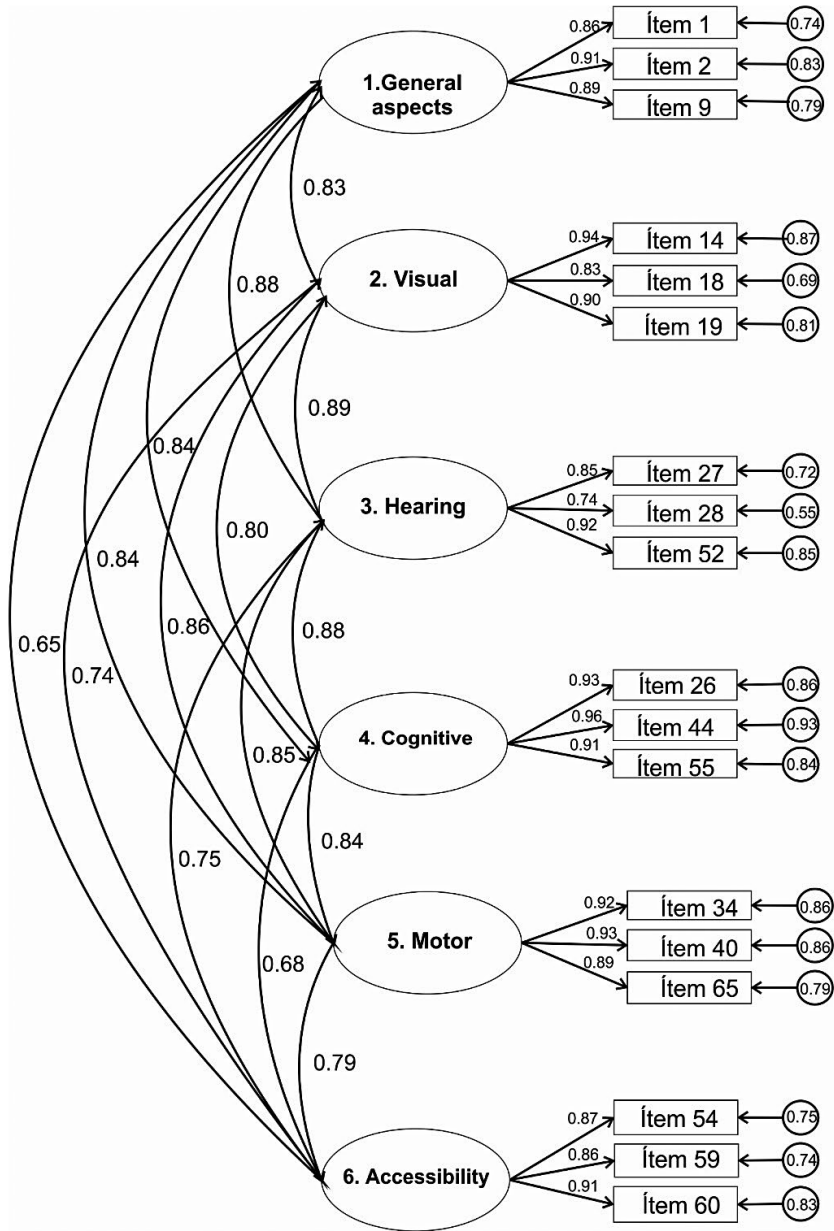 0.86
Ítem 1
0.74
1.General
aspects
0.91
Ítem 2
0.83
0.89
Ítem 9
0.79
0.83
0.94
Ítem 14
0.87
2. Visual
0.83
Ítem 18
0.69
0.88
0.90
Ítem 19
0.81
0.89
0.84
0.85
Ítem 27
0.72
3. Hearing
0.74
Ítem 28
0.55
0.80
0.92
Ítem 52
0.85
0.84
0.86
0.88
0.65
0.74
0.93
Ítem 26
0.86
4. Cognitive
0.96
Ítem 44
0.93
0.85
0.91
Ítem 55
0.84
0.84
0.75
0.92
Ítem 34
0.86
5. Motor
0.93
Ítem 40
0.86
0.68
0.89
Ítem 65
0.79
0.79
0.87
Ítem 54
0.75
6. Accessibility
0.86
Ítem 59
0.74
0.91
Ítem 60
0.83